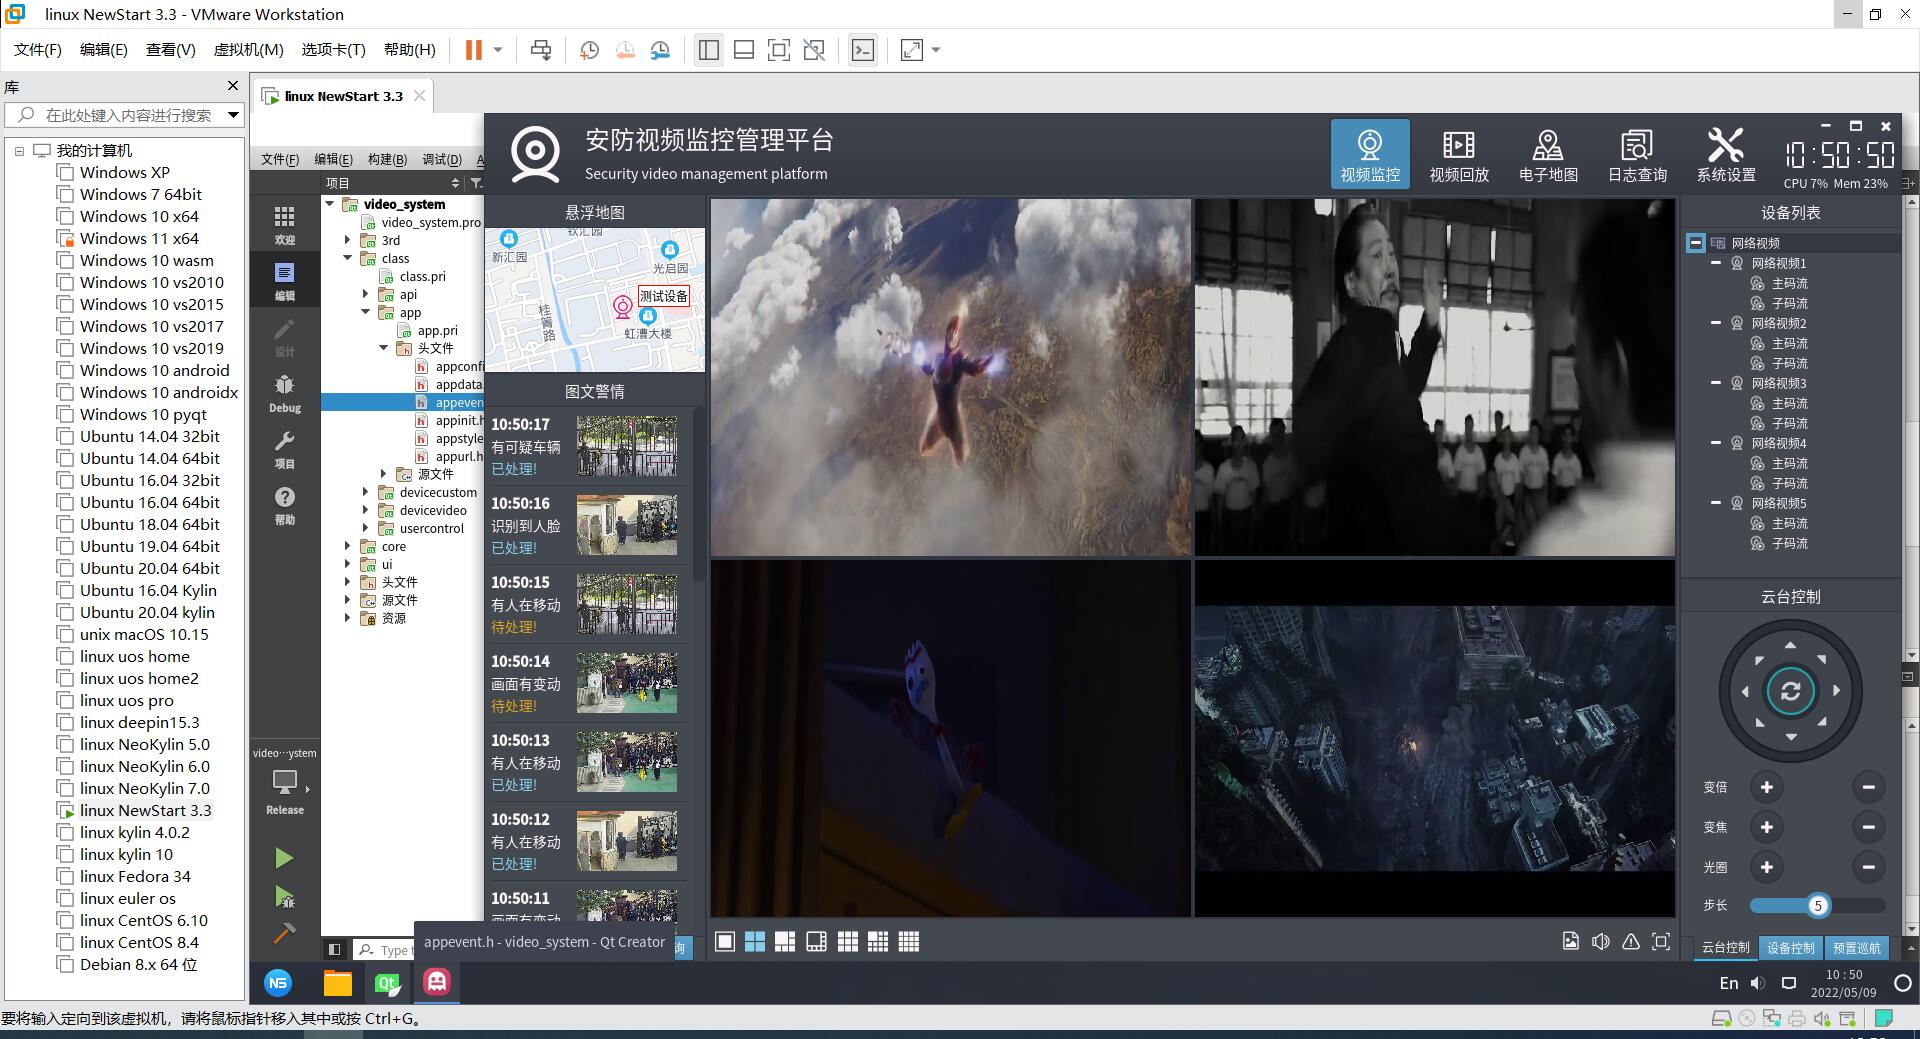 linux NewStart 3.3 - VMware Workstation
文件(F) 编辑(E) 查看(V) 虚拟机(M) 选项卡(T) 帮助(H)
库
在此处键入内容进行搜索
我的计算机
Windows XP
Windows 7 64bit
Windows 10 x64
Windows 11 x64
Windows 10 wasm
Windows 10 vs2010
Windows 10 vs2015
Windows 10 vs2017
Windows 10 vs2019
Windows 10 android
Windows 10 androidx
Windows 10 pyqt
Ubuntu 14.04 32bit
Ubuntu 14.04 64bit
Ubuntu 16.04 32bit
Ubuntu 16.04 64bit
Ubuntu 18.04 64bit
Ubuntu 19.04 64bit
Ubuntu 20.04 64bit
Ubuntu 16.04 Kylin
Ubuntu 20.04 kylin
unix macOS 10.15
linux uos home
linux uos home2
linux uos pro
linux deepin15.3
linux NeoKylin 5.0
linux NeoKylin 6.0
linux NeoKylin 7.0
linux NewStart 3.3
linux kylin 4.0.2
linux kylin 10
linux Fedora 34
linux euler os
linux CentOS 6.10
linux CentOS 8.4
Debian 8.x 64 位
linux NewStart 3.3
文件(F) 编辑(E) 构建(B) 调试(D) A
欢迎
编辑
设计
Debug
项目
帮助
video···ystem
Release
项目
video_system
video_system.pro
3rd
class
class.pri
api
app
app.pri
头文件
appconfi
appdata.
appeven
appinit.h
appstyle
appurl.h
源文件
devicecustom
devicevideo
usercontrol
core
ui
头文件
源文件
资源
Type t
appevent.h - video_system - Qt Creator
询
安防视频监控管理平台
Security video management platform
视频监控
视频回放
电子地图
日志查询
系统设置
10:50:50
CPU 7% Mem 23%
悬浮地图
钦汇园
新汇园
光启园
测试设备
桂箐路
虹漕大楼
图文警情
10:50:17
有可疑车辆
已处理!
10:50:16
识别到人脸
已处理!
10:50:15
有人在移动
待处理!
10:50:14
画面有变动
待处理!
10:50:13
有人在移动
已处理!
10:50:12
有人在移动
已处理!
10:50:11
画面有变动
设备列表
网络视频
网络视频1
主码流
子码流
网络视频2
主码流
子码流
网络视频3
主码流
子码流
网络视频4
主码流
子码流
网络视频5
主码流
子码流
云台控制
变倍
变焦
光圈
步长
5
云台控制 设备控制 预置巡航
NS
Qt
En
10:50
2022/05/09
要将输入定向到该虚拟机，请将鼠标指针移入其中或按 Ctrl+G。